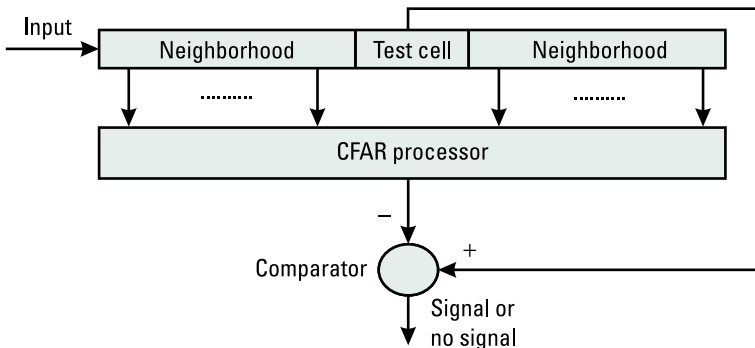 Input
Neighborhood Test cell Neighborhood
......... .........
CFAR processor
−
+
Comparator
Signal or
no signal